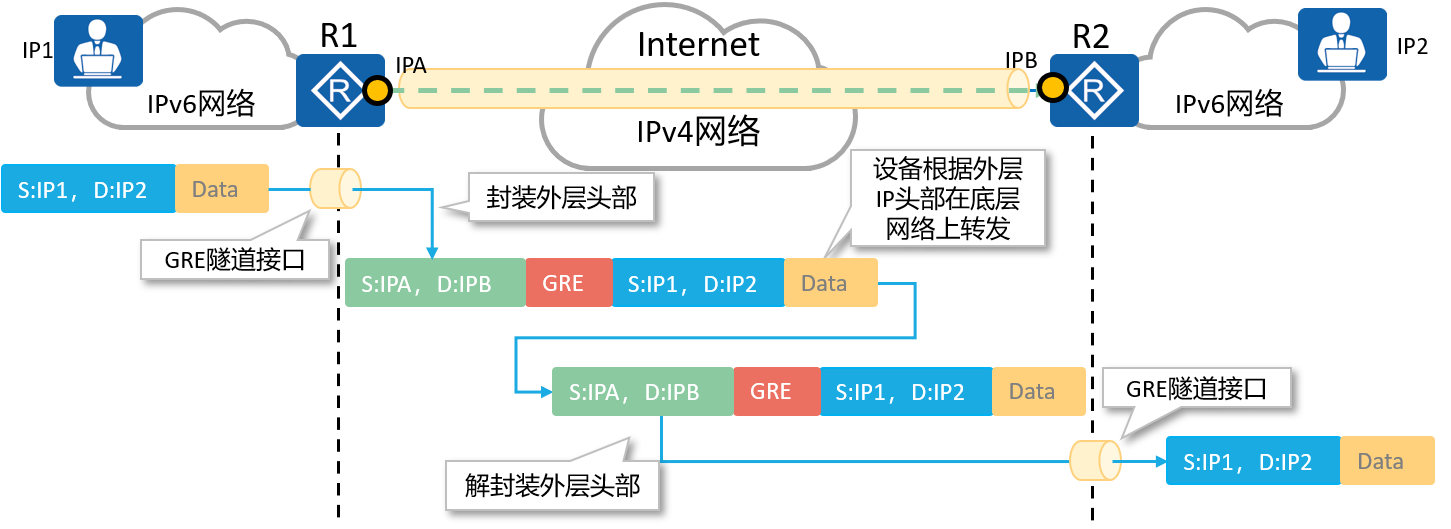 R1
Internet
R2
IP1
IPA
IPB
IP2
R
R
IPv6网络
IPv4网络
IPv6网络
S:IP1，D:IP2
Data
封装外层头部
设备根据外层
IP头部在底层
网络上转发
GRE隧道接口
S:IPA，D:IPB
GRE
S:IP1，D:IP2
Data
S:IPA，D:IPB
GRE
S:IP1，D:IP2
Data
GRE隧道接口
解封装外层头部
S:IP1，D:IP2
Data